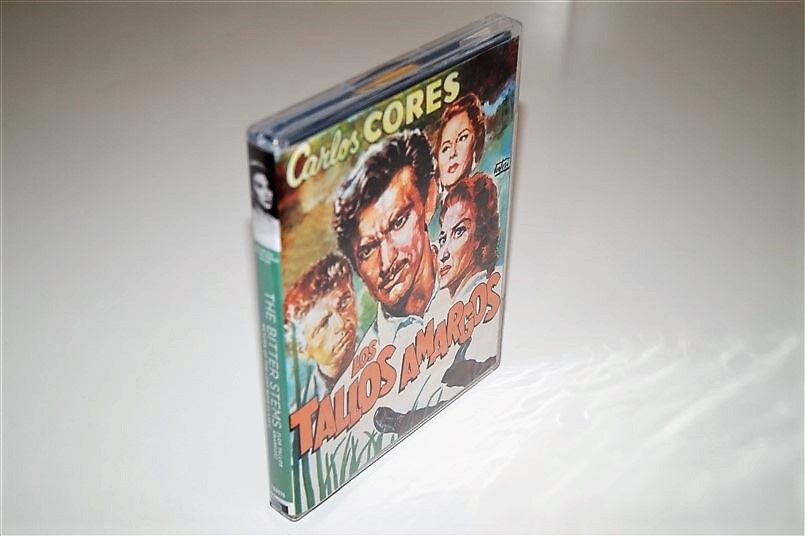 Carlos CORES
LOS
TALLOS AMARGOS
THE BITTER STEMS